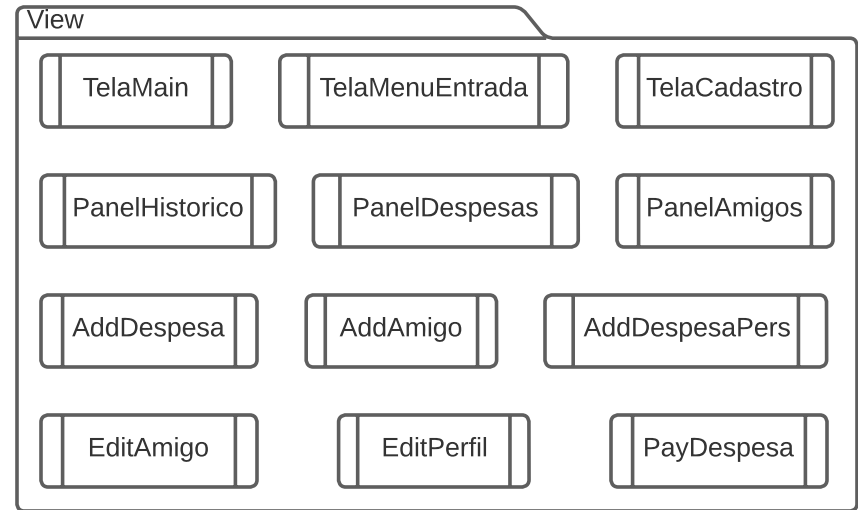 View
TelaMain
TelaMenuEntrada
TelaCadastro
PanelHistorico
PanelDespesas
PanelAmigos
AddDespesa
AddAmigo
AddDespesaPers
EditAmigo
EditPerfil
PayDespesa